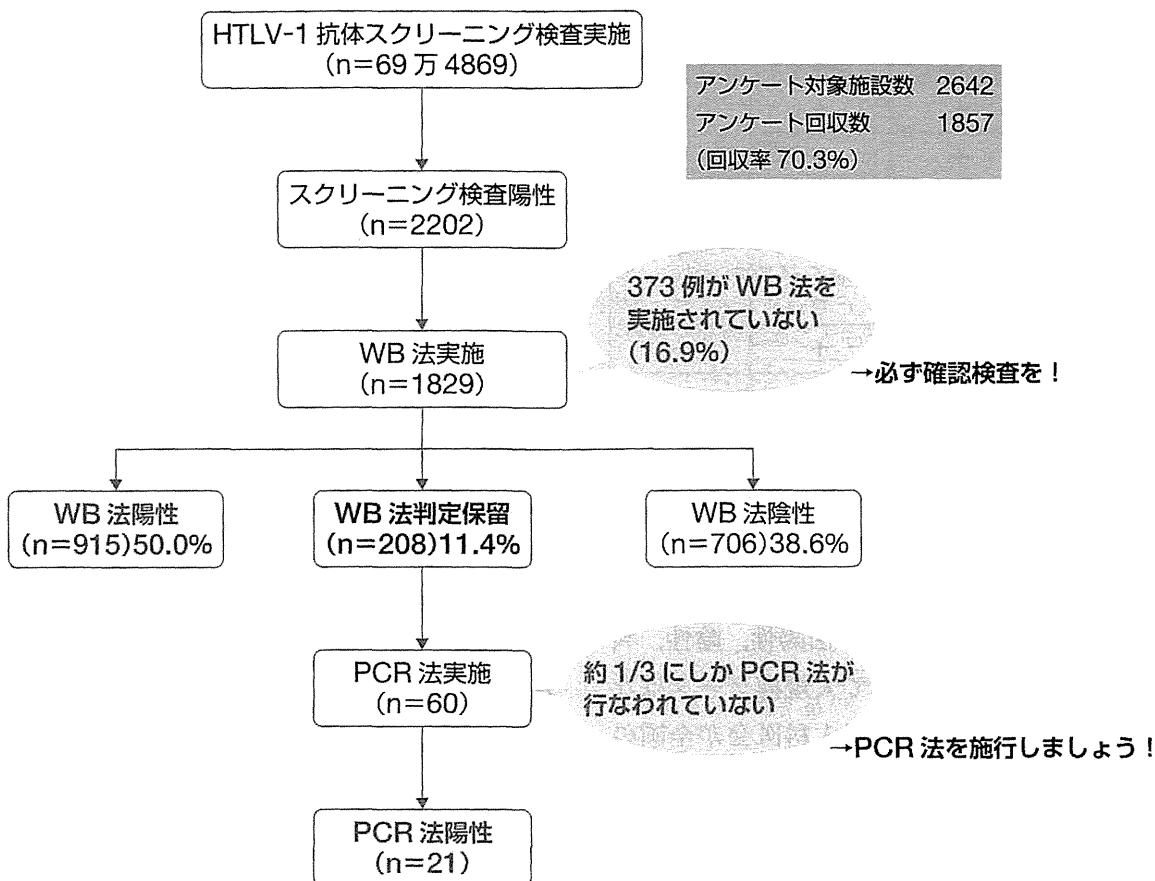 HTLV-1 抗体スクリーニング検査実施
(n=69 万 4869)
アンケート対象施設数 2642
アンケート回収数 1857
(回収率 70.3%)
スクリーニング検査陽性
(n=2202)
373 例が WB 法を
実施されていない
(16.9%)
→必ず確認検査を！
WB 法実施
(n=1829)
WB 法陽性
(n=915)50.0%
WB 法判定保留
(n=208)11.4%
WB 法陰性
(n=706)38.6%
PCR 法実施
(n=60)
約 1/3 にしか PCR 法が
行なわれていない
→PCR 法を施行しましょう！
PCR 法陽性
(n=21)